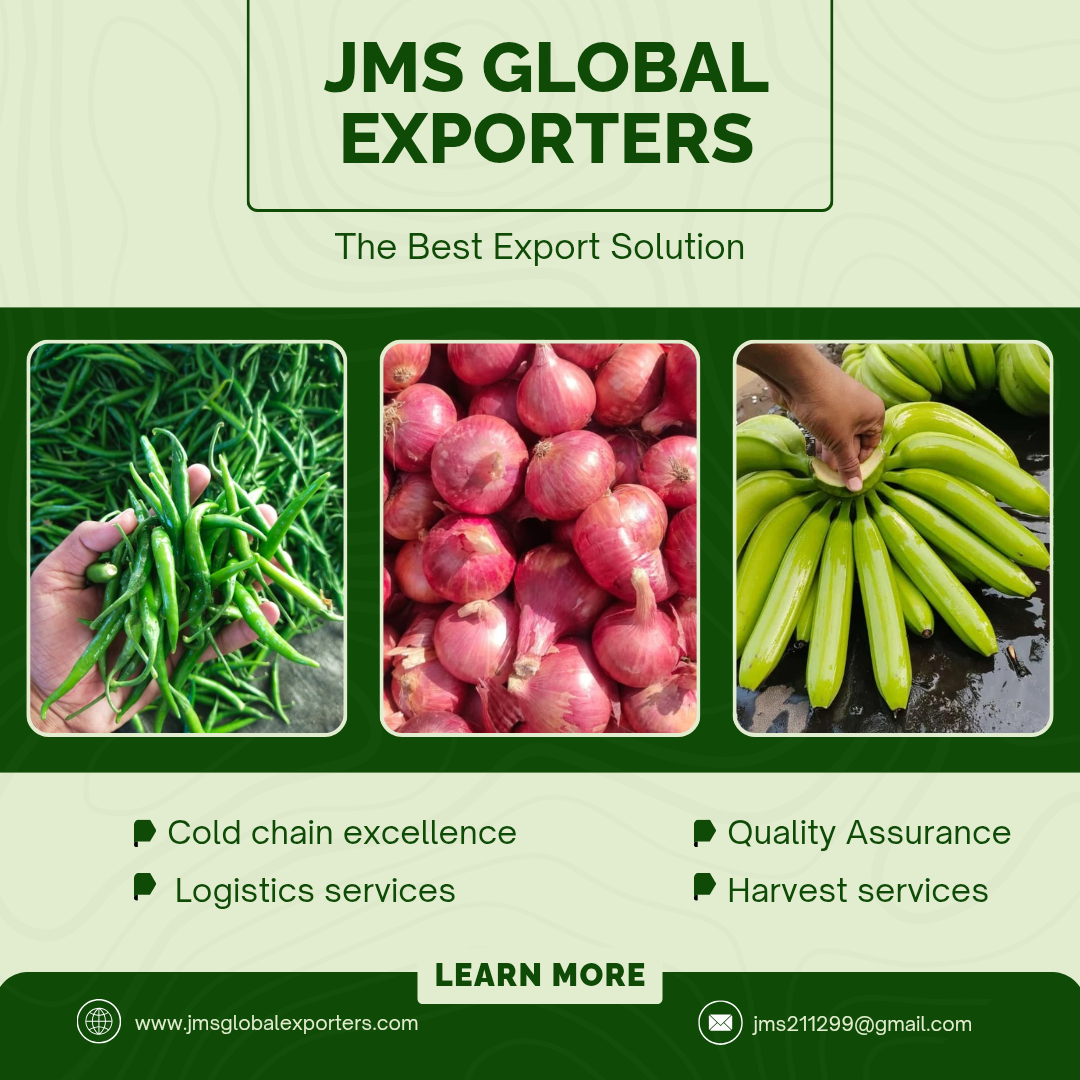 JMS GLOBAL
EXPORTERS
The Best Export Solution
Cold chain excellence
Logistics services
Quality Assurance
Harvest services
LEARN MORE
www.jmsglobalexporters.com
jms211299@gmail.com